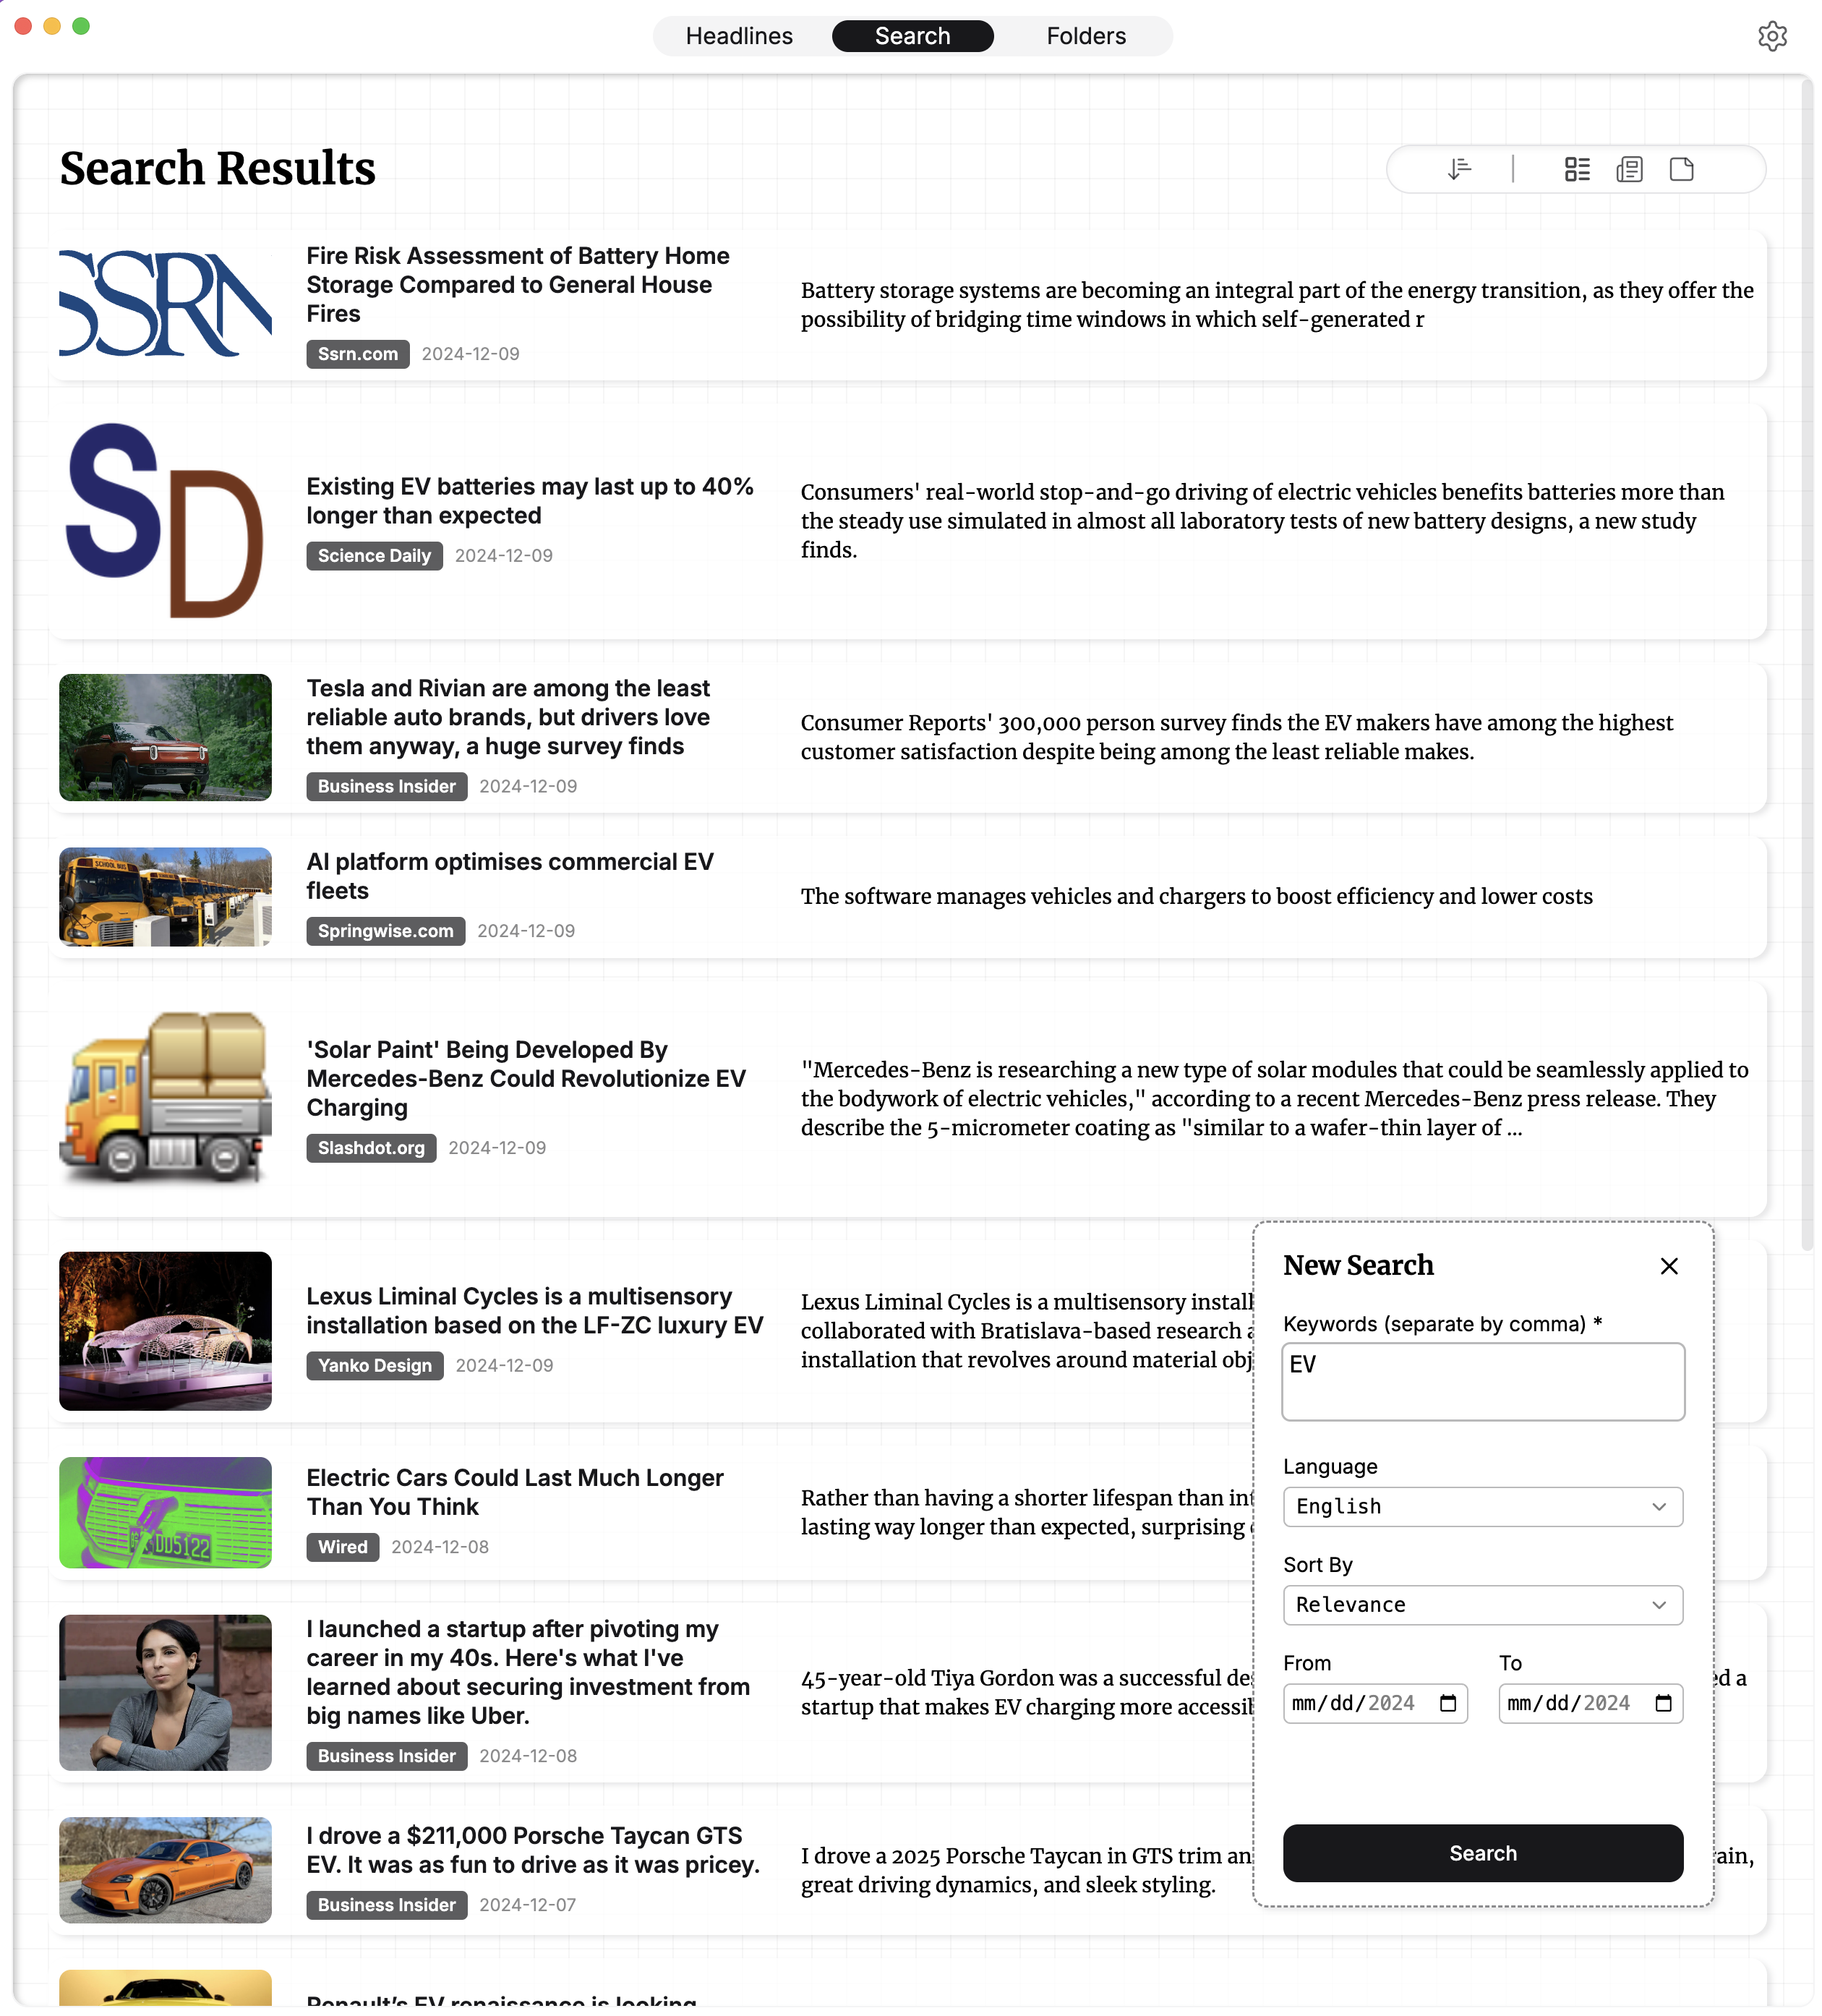 Headlines
Search
Folders
Search Results
SSRN
Fire Risk Assessment of Battery Home
Storage Compared to General House
Fires
Ssrn.com 2024-12-09
Battery storage systems are becoming an integral part of the energy transition, as they offer the
possibility of bridging time windows in which self-generated r
SD
Existing EV batteries may last up to 40%
longer than expected
Science Daily 2024-12-09
Consumers' real-world stop-and-go driving of electric vehicles benefits batteries more than
the steady use simulated in almost all laboratory tests of new battery designs, a new study
finds.
Tesla and Rivian are among the least
reliable auto brands, but drivers love
them anyway, a huge survey finds
Business Insider 2024-12-09
Consumer Reports' 300,000 person survey finds the EV makers have among the highest
customer satisfaction despite being among the least reliable makes.
SCHOOL BUS
AI platform optimises commercial EV
fleets
Springwise.com 2024-12-09
The software manages vehicles and chargers to boost efficiency and lower costs
'Solar Paint' Being Developed By
Mercedes-Benz Could Revolutionize EV
Charging
Slashdot.org 2024-12-09
"Mercedes-Benz is researching a new type of solar modules that could be seamlessly applied to
the bodywork of electric vehicles," according to a recent Mercedes-Benz press release. They
describe the 5-micrometer coating as "similar to a wafer-thin layer of ...
Lexus Liminal Cycles is a multisensory
installation based on the LF-ZC luxury EV
Yanko Design 2024-12-09
Lexus Liminal Cycles is a multisensory install
collaborated with Bratislava-based research a
installation that revolves around material obj
Electric Cars Could Last Much Longer
Than You Think
Wired 2024-12-08
Rather than having a shorter lifespan than int
lasting way longer than expected, surprising
DD5122
I launched a startup after pivoting my
career in my 40s. Here's what I've
learned about securing investment from
big names like Uber.
Business Insider 2024-12-08
45-year-old Tiya Gordon was a successful de ed a
startup that makes EV charging more accessib
I drove a $211,000 Porsche Taycan GTS
EV. It was as fun to drive as it was pricey.
Business Insider 2024-12-07
I drove a 2025 Porsche Taycan in GTS trim an ain,
great driving dynamics, and sleek styling.
Renault's EV renaissance is looking
New Search
Keywords (separate by comma) *
EV
Language
English
Sort By
Relevance
From To
mm/dd/2024 mm/dd/2024
Search